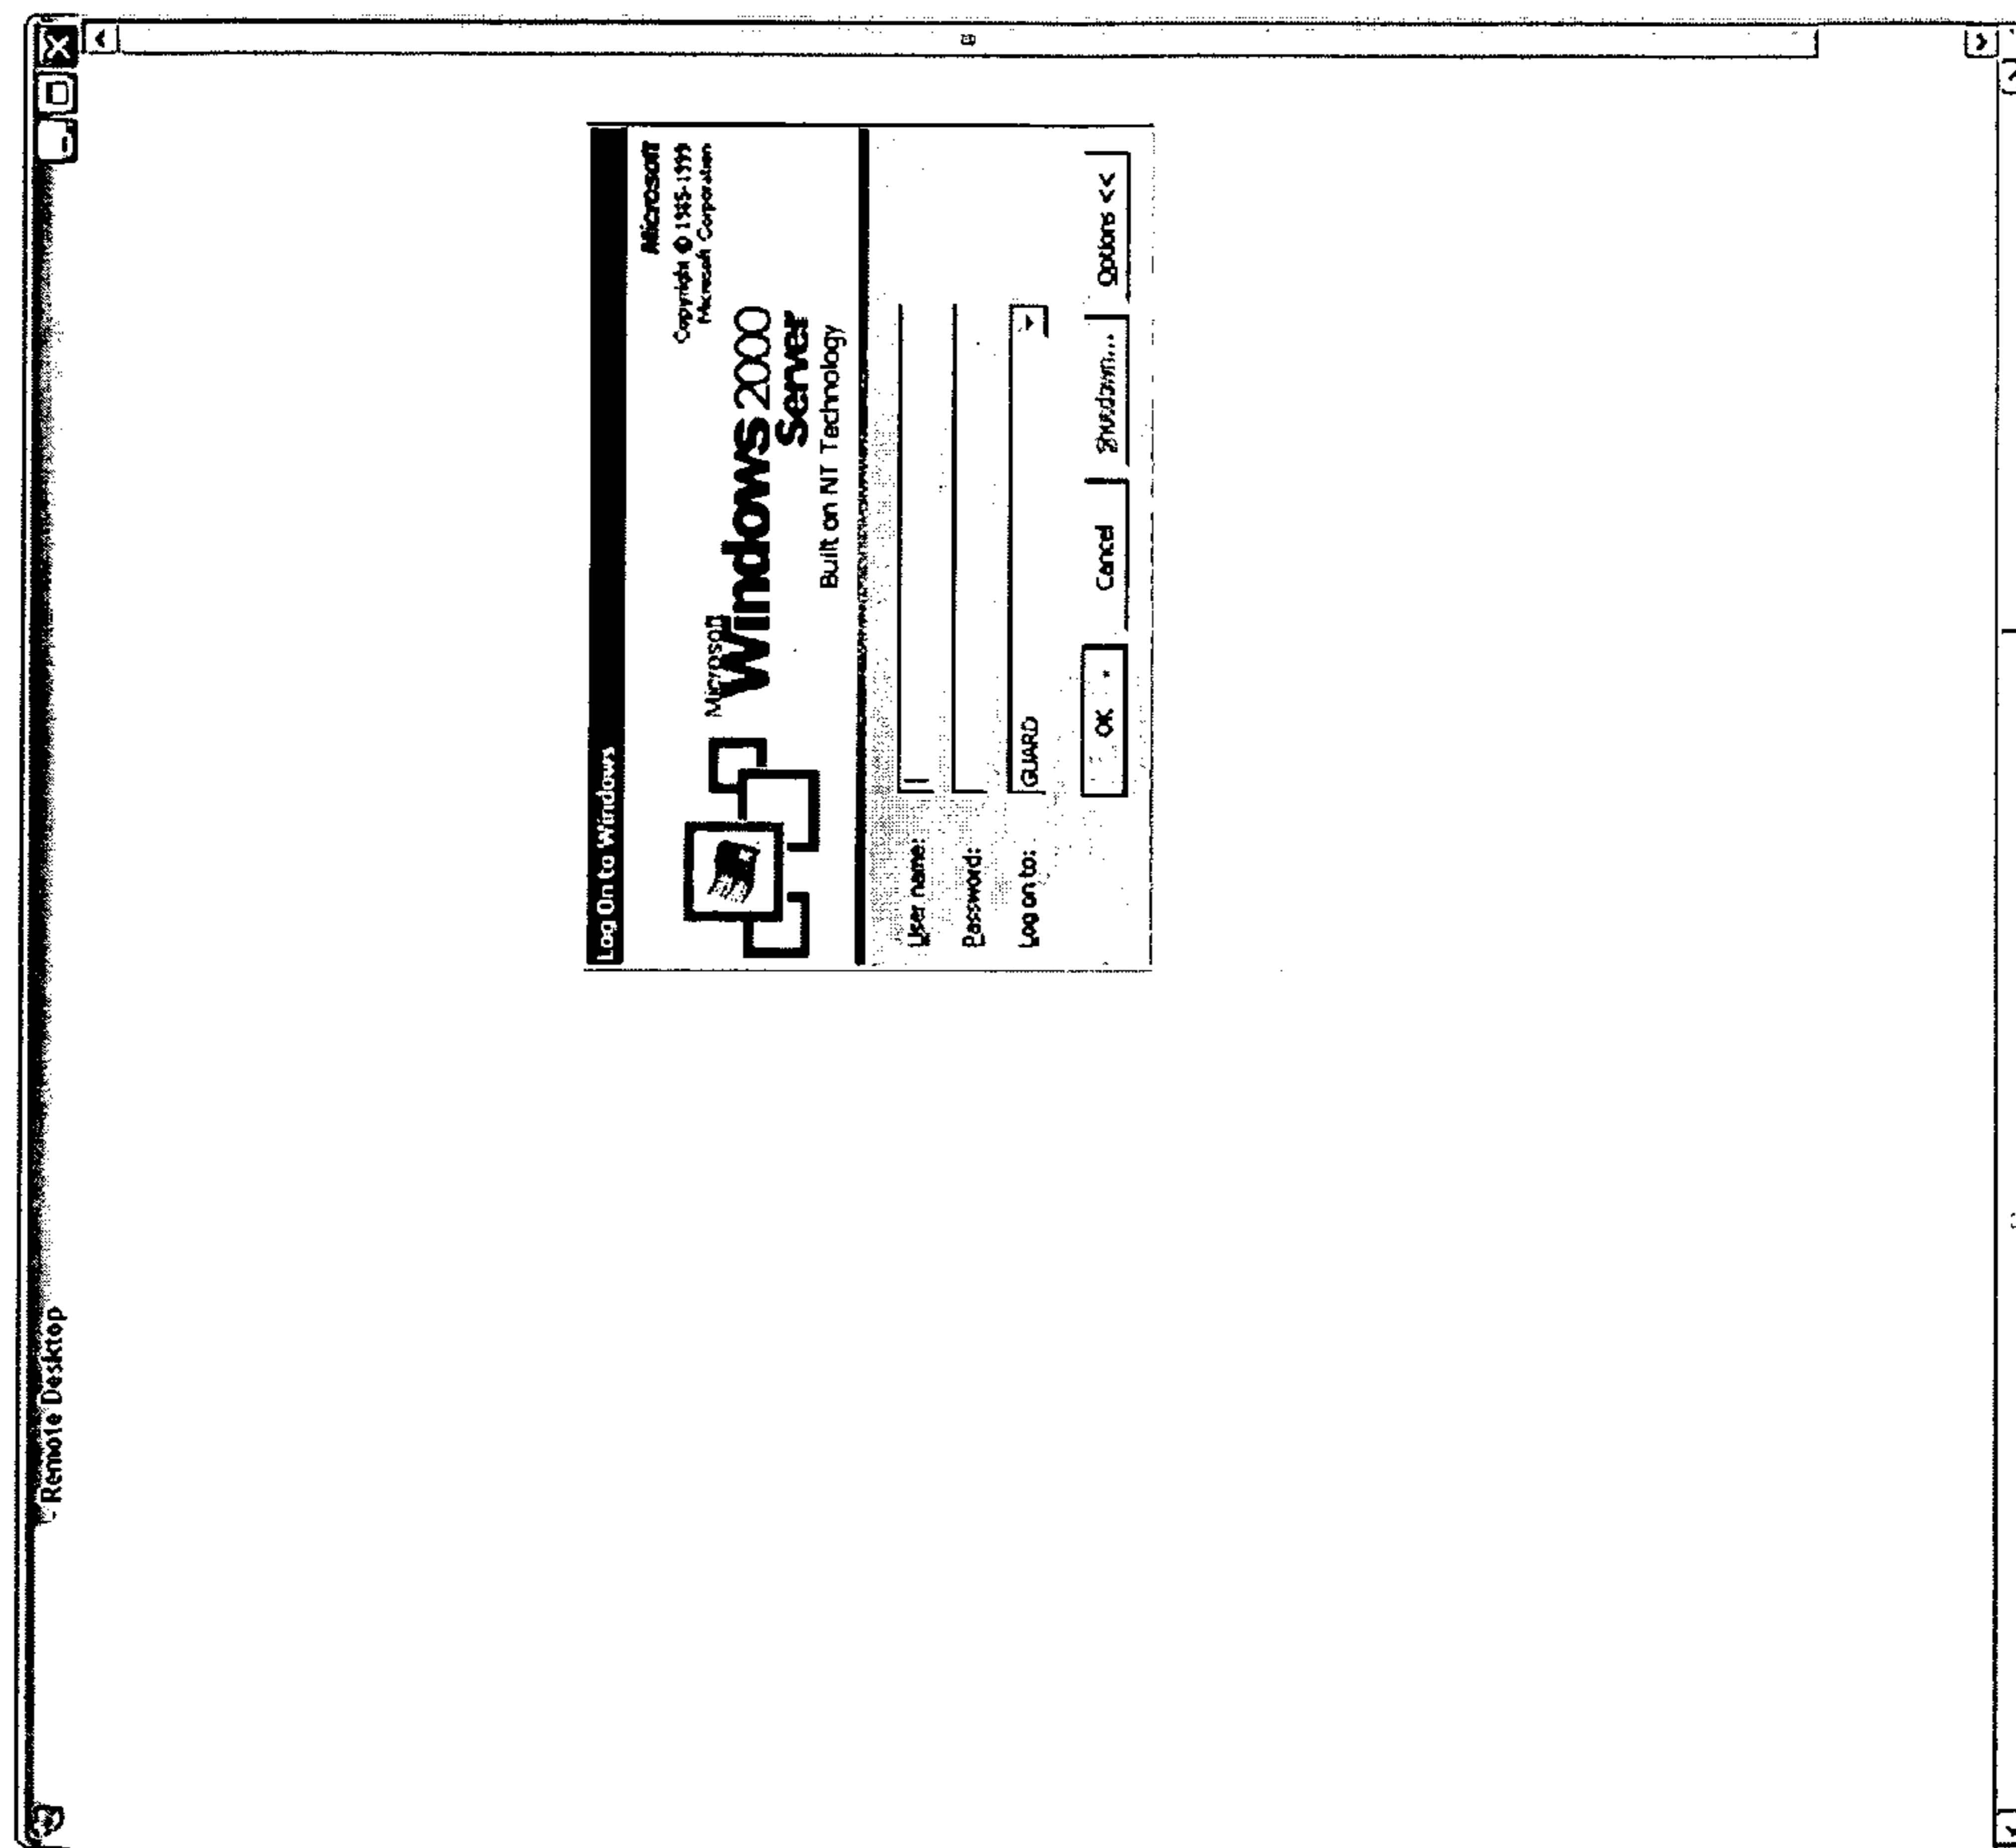 Remote Desktop
Log On to Windows
Microsoft
Copyright © 1985-1999
Microsoft Corporation
Microsoft
Windows 2000
Server
Built on NT Technology
User name:
Password:
Log on to: GUARD
OK Cancel Shutdown... Options <<